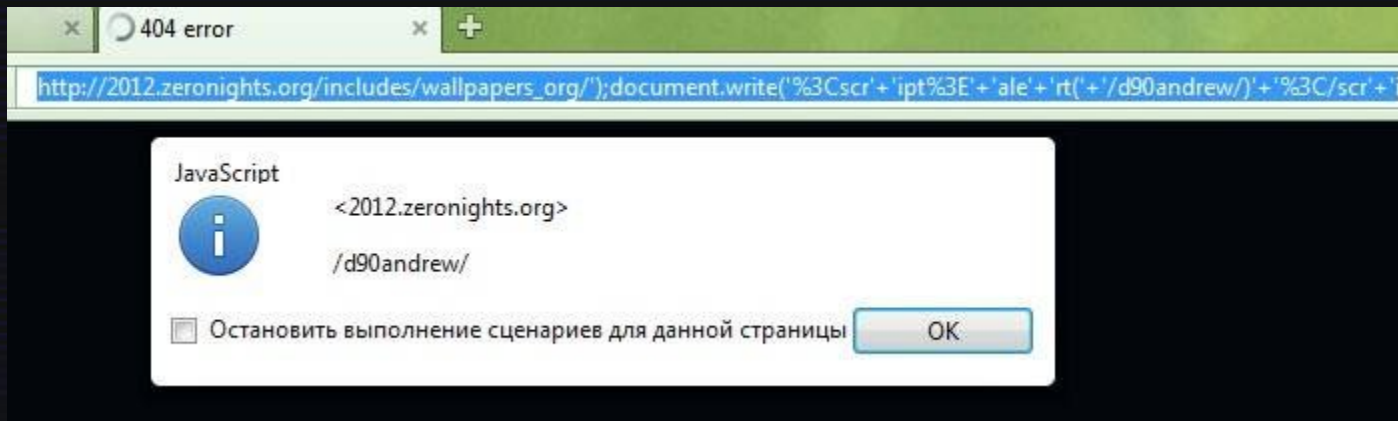 404 error
http://2012.zeronights.org/includes/wallpapers_org/');document.write('%3Cscr'+'ipt%3E'+'ale'+'rt('+'/d90andrew/)'+'%3C/scr'+'i
JavaScript
<2012.zeronights.org>
/d90andrew/
Остановить выполнение сценариев для данной страницы OK